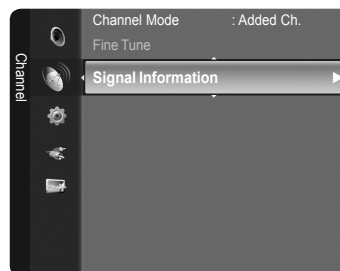 Channel
Channel Mode : Added Ch.
Fine Tune
Signal Information